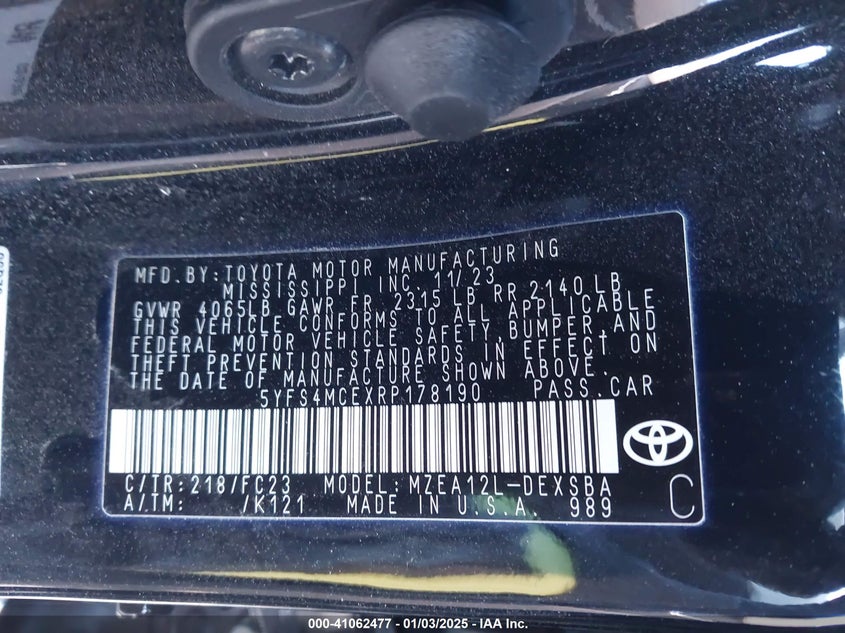 MFD.BY:TOYOTA MOTOR MANUFACTURING
MISSISSIPPI INC. 11/23
GVWR 4065LB GAWR FR 2315 LB RR 2140 LB
THIS VEHICLE CONFORMS TO ALL APPLICABLE
FEDERAL MOTOR VEHICLE SAFETY,BUMPER,AND
THEFT PREVENTION STANDARDS IN EFFECT ON
THE DATE OF MANUFACTURE SHOWN ABOVE.
5YFS4MCEXRP178190 PASS.CAR
C/TR:218/FC23 MODEL:MZEA12L-DEXSBA
A/TM: /K121 MADE IN U.S.A. 989
C
000-41062477 - 01/03/2025 - IAA Inc.